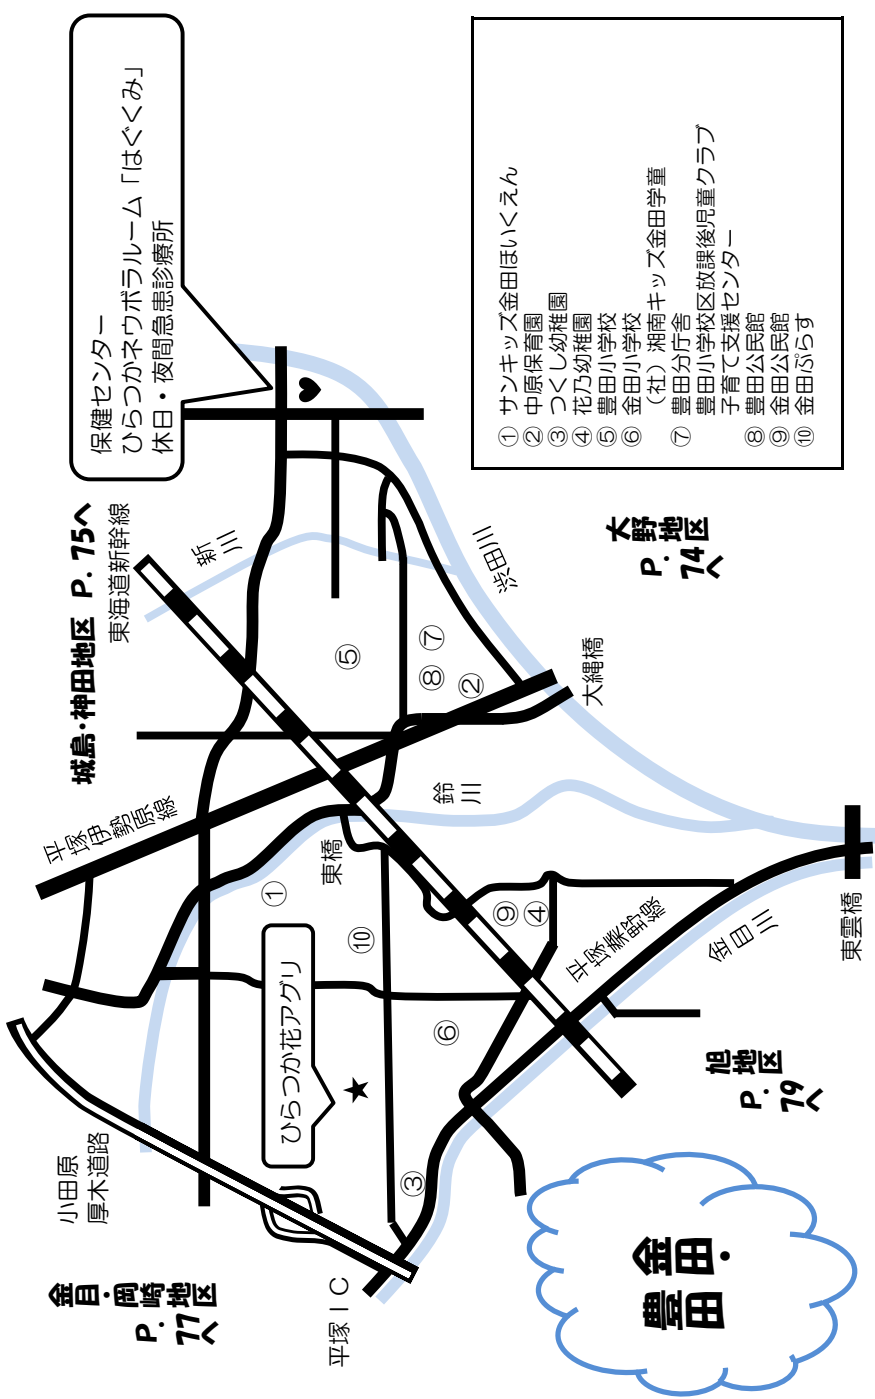 保健センター
ひらつかネウボラルーム「はぐくみ」
休日・夜間急患診療所
① サンキッズ金田ほいくえん
② 中原保育園
③ つくし幼稚園
④ 花乃幼稚園
⑤ 豊田小学校
⑥ 金田小学校
（社）湘南キッズ金田学童
⑦ 豊田分庁舎
豊田小学校区放課後児童クラブ
子育て支援センター
⑧ 豊田公民館
⑨ 金田公民館
⑩ 金田ぷらす
城島・神田地区 P. 75へ
東海道新幹線
新川
渋田川
大野地区
P.
74
へ
⑤
⑦
⑧
②
大縄橋
平塚伊勢原線
鈴川
東橋
①
⑩
⑨
④
平塚秦野線
金目川
東雲橋
ひらつか花アグリ
★
⑥
③
旭地区
P.
79
へ
小田原
厚木道路
金目・岡崎地区
P.
77
へ
平塚ＩＣ
金田・
豊田